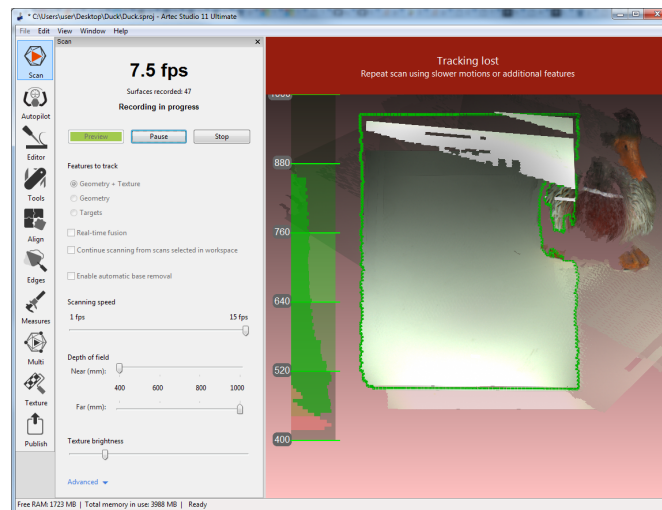 * C:\Users\user\Desktop\Duck\Duck.sproj - Artec Studio 11 Ultimate
File Edit View Window Help
Scan
Scan
Autopilot
Editor
Tools
Align
Edges
Measures
Multi
Texture
Publish
7.5 fps
Surfaces recorded: 47
Recording in progress
Preview Pause Stop
Features to track
Geometry + Texture
Geometry
Targets
Real-time fusion
Continue scanning from scans selected in workspace
Enable automatic base removal
Scanning speed
1 fps 15 fps
Depth of field
Near (mm):
400 600 800 1000
Far (mm):
Texture brightness
Advanced
Tracking lost
Repeat scan using slower motions or additional features
1000
880
760
640
520
400
Free RAM: 1723 MB | Total memory in use: 3988 MB | Ready